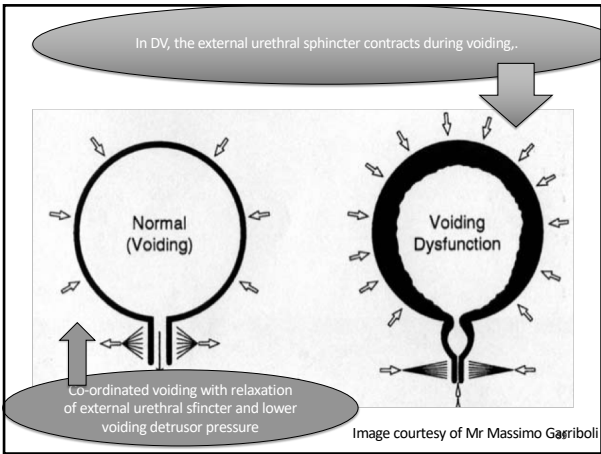 In DV, the external urethral sphincter contracts during voiding,.
Normal
(Voiding)
Voiding
Dysfunction
Co-ordinated voiding with relaxation
of external urethral sfincter and lower
voiding detrusor pressure
Image courtesy of Mr Massimo Garriboli